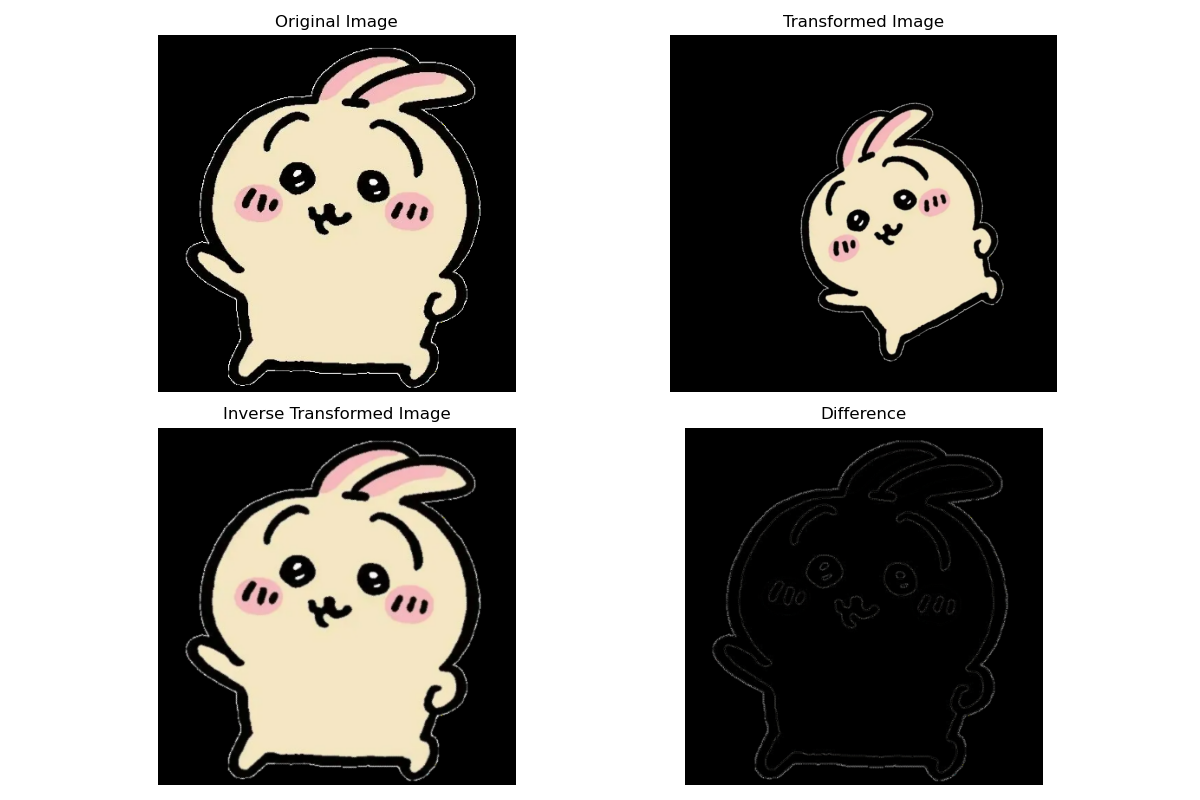 Original Image
Transformed Image
Inverse Transformed Image
Difference